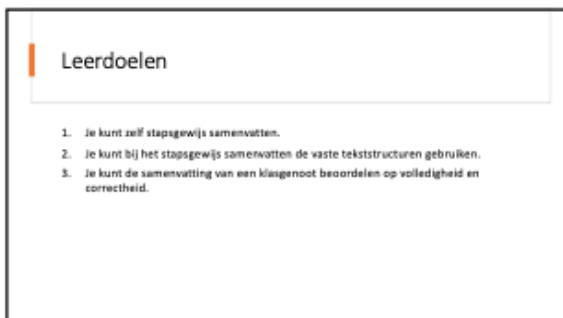 Leerdoelen
1. Je kunt zelf stapsgewijs samenvatten.
2. Je kunt bij het stapsgewijs samenvatten de vaste tekststructuren gebruiken.
3. Je kunt de samenvatting van een klasgenoot beoordelen op volledigheid en
correctheid.